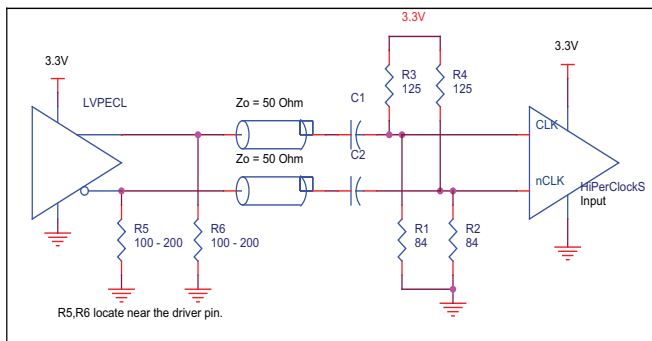 3.3V
3.3V
3.3V
LVPECL
R3
125
R4
125
Zo = 50 Ohm
C1
CLK
Zo = 50 Ohm
C2
nCLK
HiPerClockS
Input
R5
100 - 200
R6
100 - 200
R1
84
R2
84
R5,R6 locate near the driver pin.